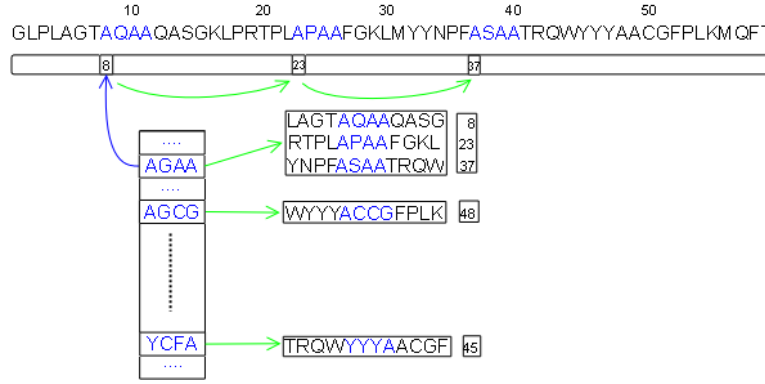 10 20 30 40 50
GLPLAGTAQAAQASGKLPRTPLAPAAFGKLMYYNPFASAATRQWYYYAACGFPLKMQFT
8 23 37
LAGTAQAAQASG 8
.... RTPLAPAAFGKL 23
AGAA YNPFASAATRQW 37
....
AGCG WYYYACCGFPLK 48
YCFA TRQWYYYAACGF 45
....